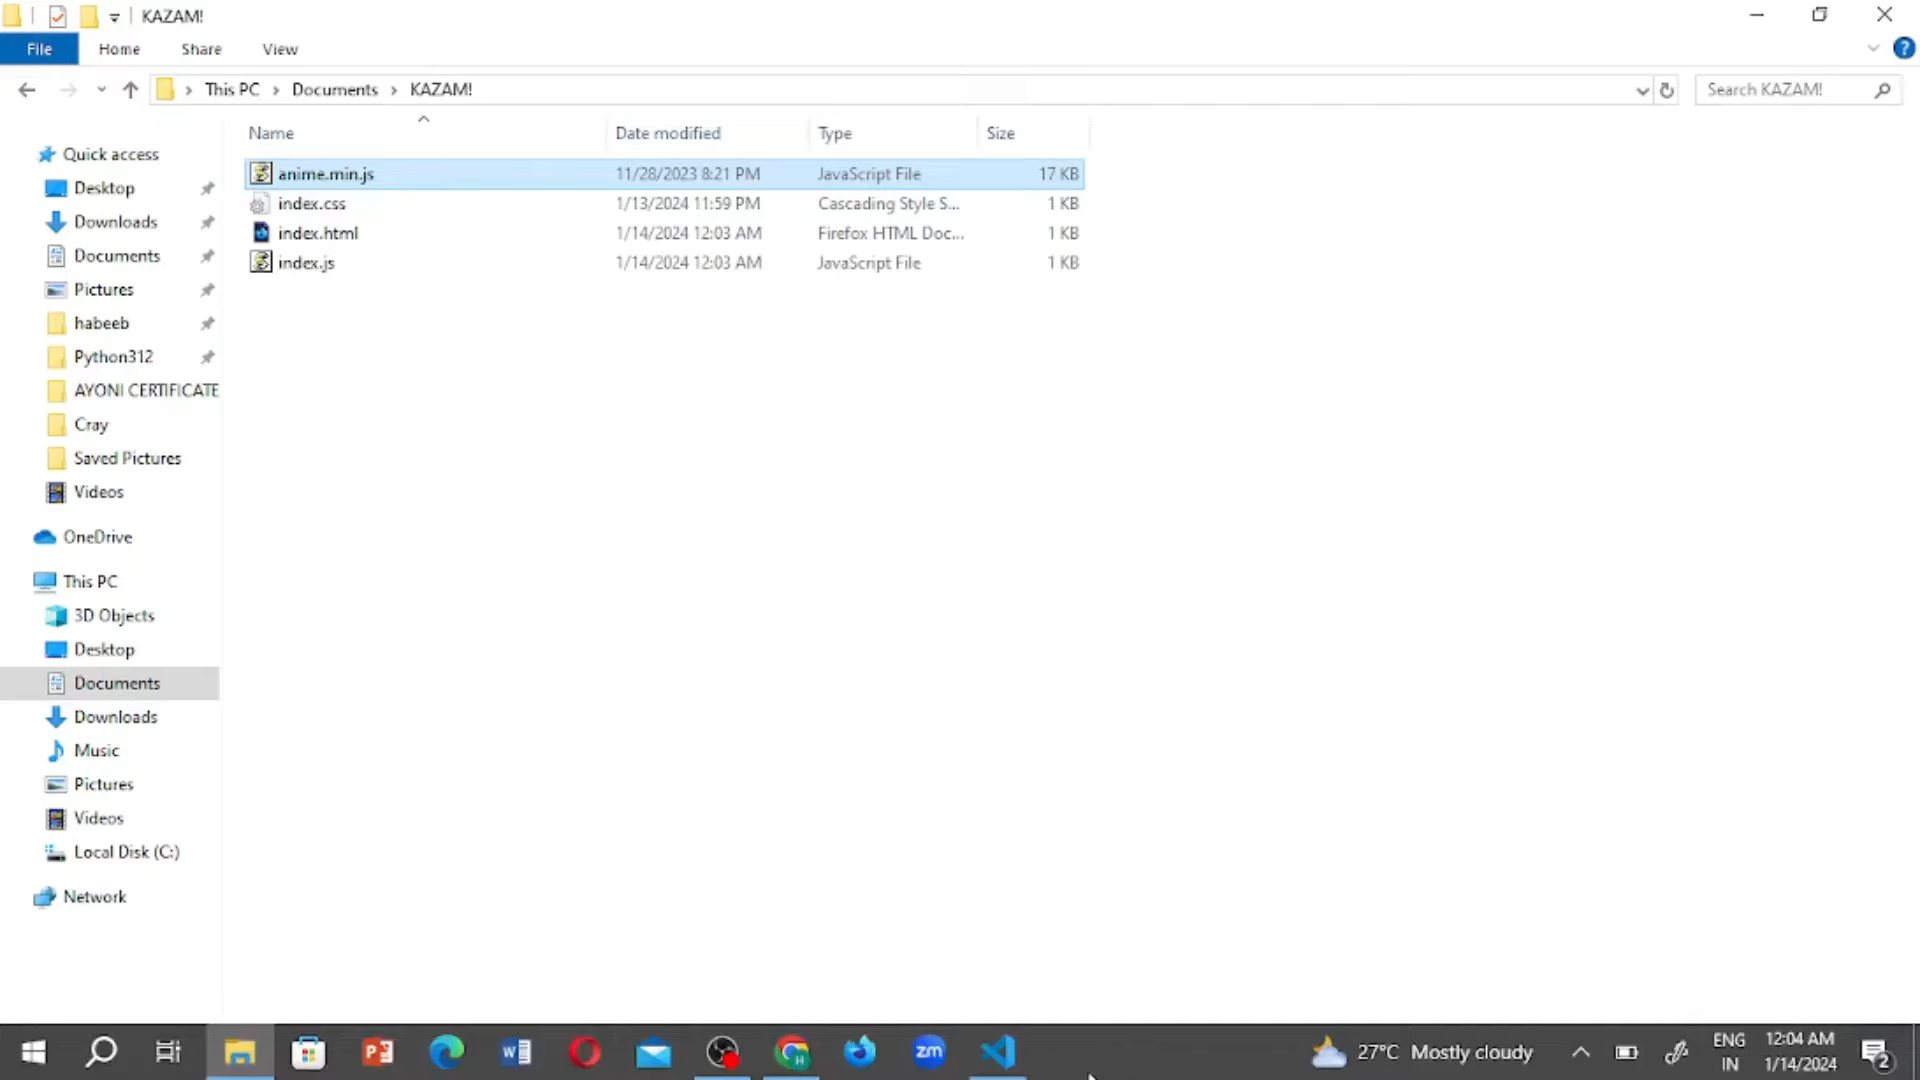 KAZAM!
File Home Share View
This PC Documents KAZAM! Search KAZAM!
Name Date modified Type Size
anime.min.js 11/28/2023 8:21 PM JavaScript File 17 KB
index.css 1/13/2024 11:59 PM Cascading Style S... 1 KB
index.html 1/14/2024 12:03 AM Firefox HTML Doc... 1 KB
index.js 1/14/2024 12:03 AM JavaScript File 1 KB
Quick access
Desktop
Downloads
Documents
Pictures
habeeb
Python312
AYONI CERTIFICATE
Cray
Saved Pictures
Videos
OneDrive
This PC
3D Objects
Desktop
Documents
Downloads
Music
Pictures
Videos
Local Disk (C:)
Network
27°C Mostly cloudy
ENG
IN
12:04 AM
1/14/2024
2
zm